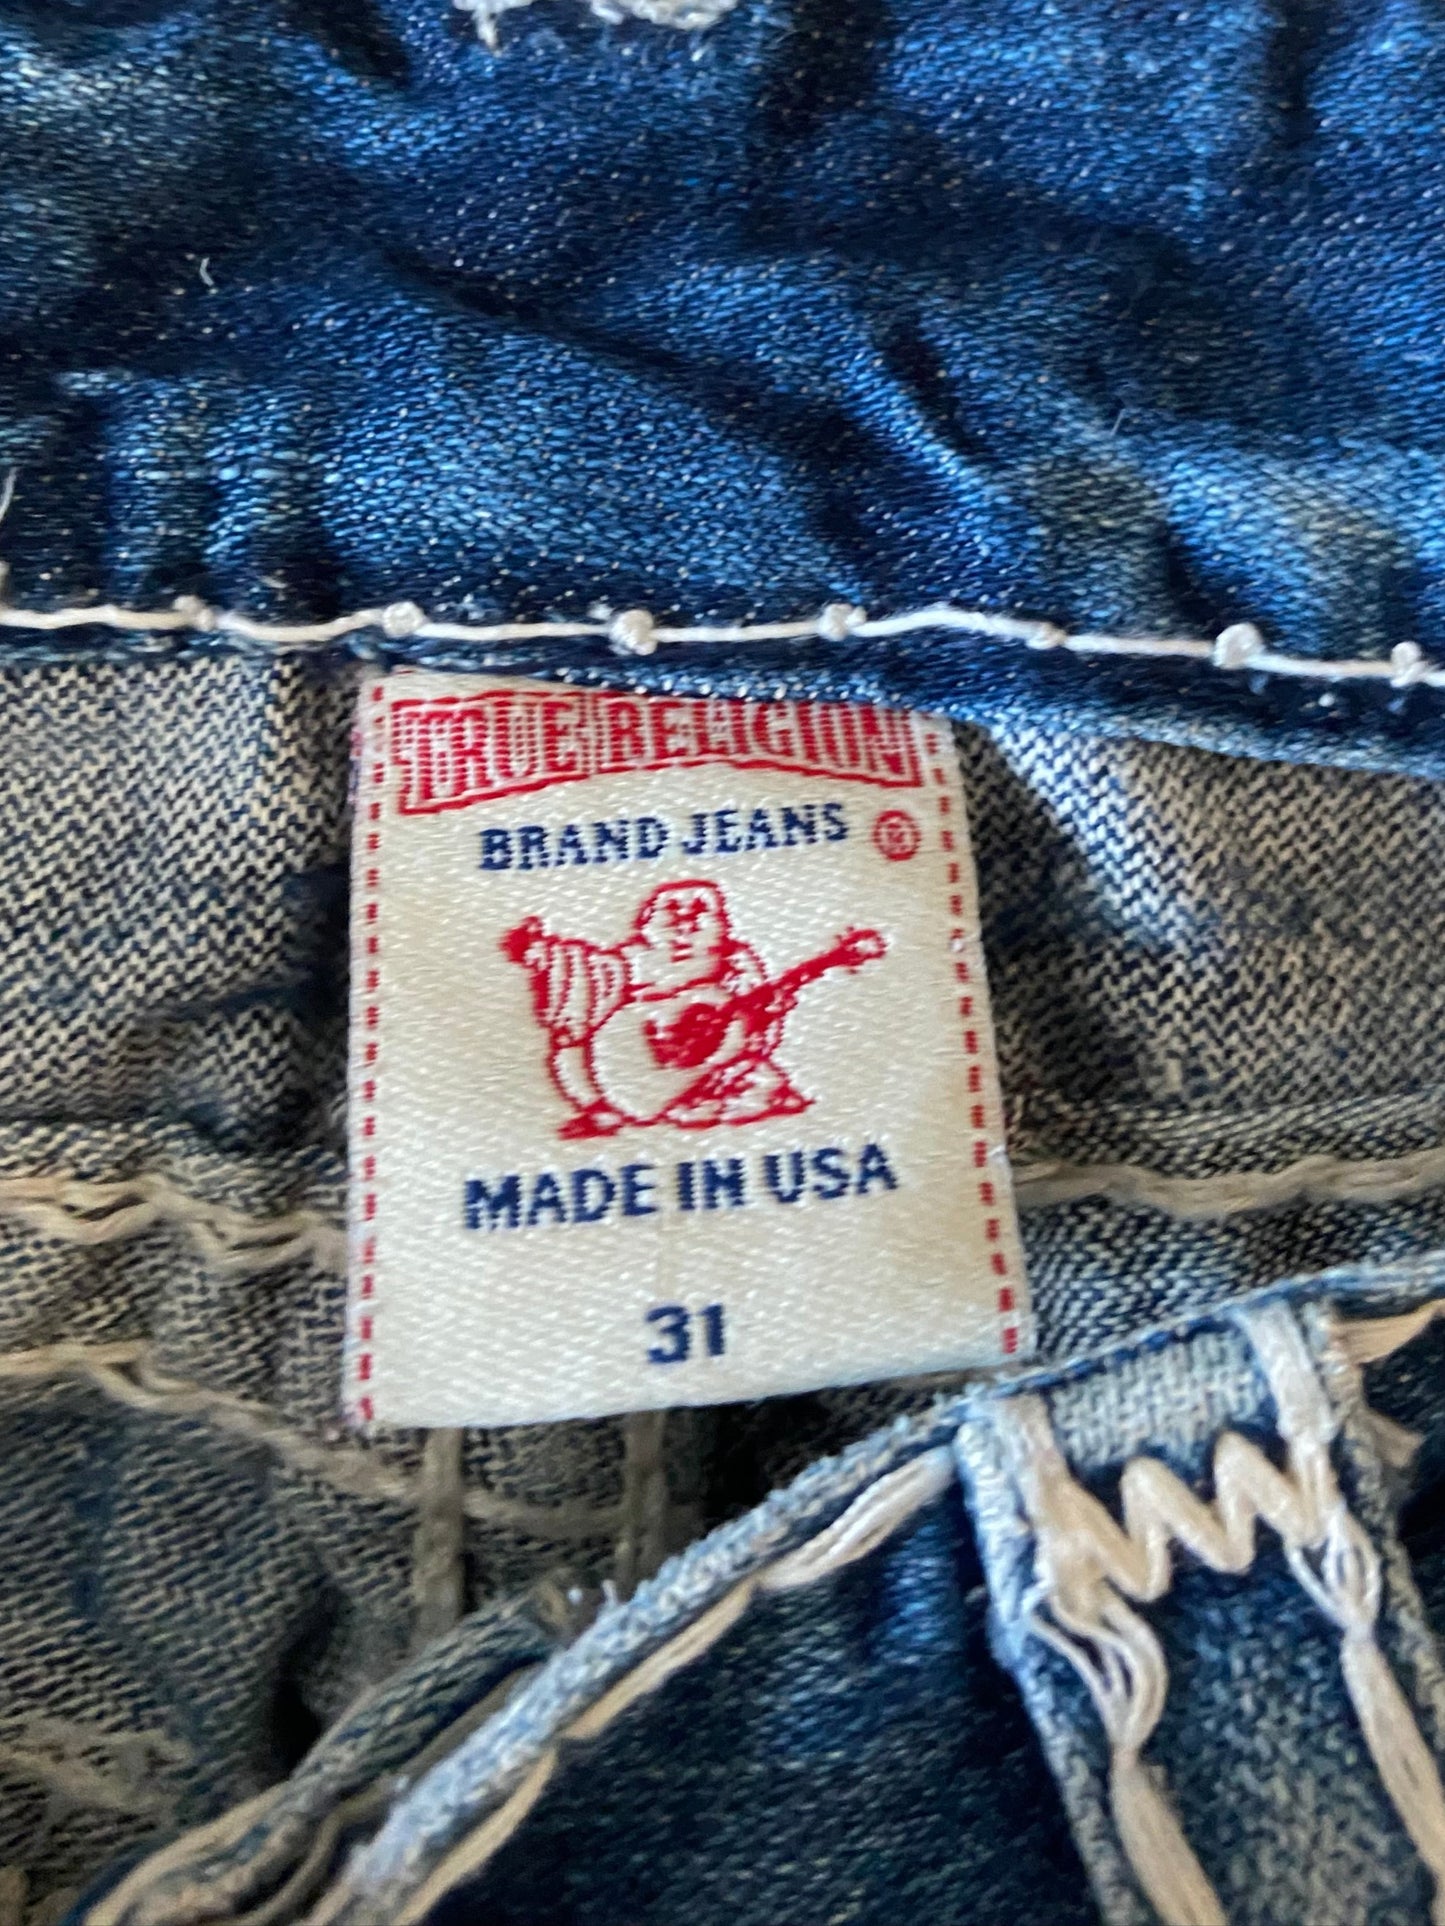 TRUE RELIGION
BRAND JEANS ®
MADE IN USA
31